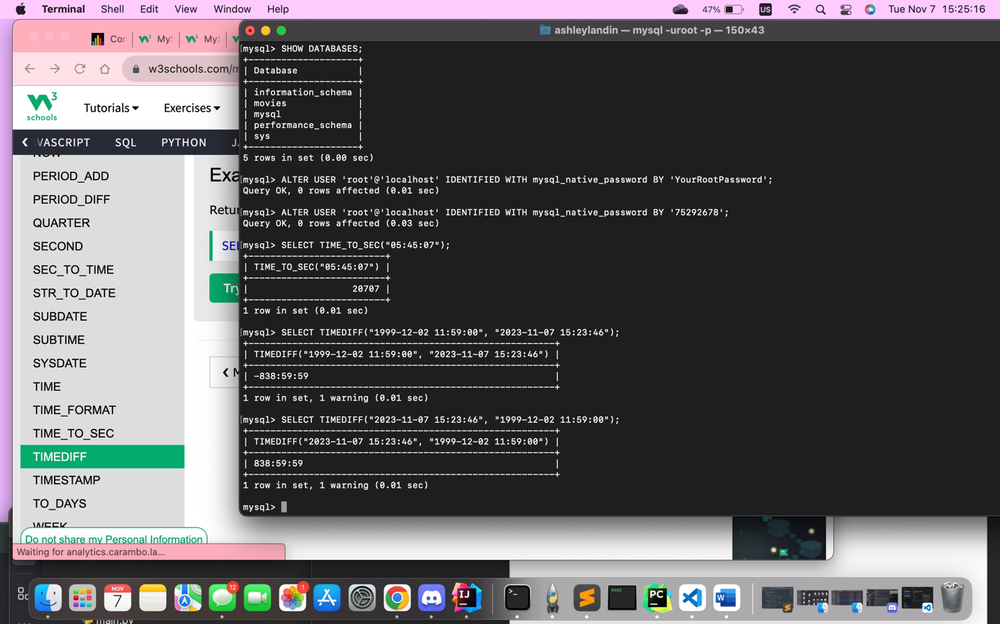 Terminal Shell Edit View Window Help 47% US Tue Nov 7 15:25:16
Cor MyS MyS
ashleylandin — mysql -uroot -p — 150×43
w3schools.com/m
schools
Tutorials Exercises
VASCRIPT SQL PYTHON
NOW
PERIOD_ADD
PERIOD_DIFF
QUARTER
SECOND
SEC_TO_TIME
STR_TO_DATE
SUBDATE
SUBTIME
SYSDATE
TIME
TIME_FORMAT
TIME_TO_SEC
TIMEDIFF
TIMESTAMP
TO_DAYS
WEEK
Do not share my Personal Information
Waiting for analytics.carambo.la...
Exa
Retur
SEL
Try
❮ M
[mysql> SHOW DATABASES;
+--------------------+
| Database           |
+--------------------+
| information_schema |
| movies             |
| mysql              |
| performance_schema |
| sys                |
+--------------------+
5 rows in set (0.00 sec)
[mysql> ALTER USER 'root'@'localhost' IDENTIFIED WITH mysql_native_password BY 'YourRootPassword';
Query OK, 0 rows affected (0.01 sec)
[mysql> ALTER USER 'root'@'localhost' IDENTIFIED WITH mysql_native_password BY '75292678';
Query OK, 0 rows affected (0.03 sec)
[mysql> SELECT TIME_TO_SEC("05:45:07");
+-------------------------+
| TIME_TO_SEC("05:45:07") |
+-------------------------+
|                   20707 |
+-------------------------+
1 row in set (0.01 sec)
[mysql> SELECT TIMEDIFF("1999-12-02 11:59:00", "2023-11-07 15:23:46");
+--------------------------------------------------------+
| TIMEDIFF("1999-12-02 11:59:00", "2023-11-07 15:23:46") |
+--------------------------------------------------------+
| -838:59:59                                             |
+--------------------------------------------------------+
1 row in set, 1 warning (0.01 sec)
[mysql> SELECT TIMEDIFF("2023-11-07 15:23:46", "1999-12-02 11:59:00");
+--------------------------------------------------------+
| TIMEDIFF("2023-11-07 15:23:46", "1999-12-02 11:59:00") |
+--------------------------------------------------------+
| 838:59:59                                              |
+--------------------------------------------------------+
1 row in set, 1 warning (0.01 sec)
mysql>
NOV
7
12
1
IJ
exec
PC
W
main.py